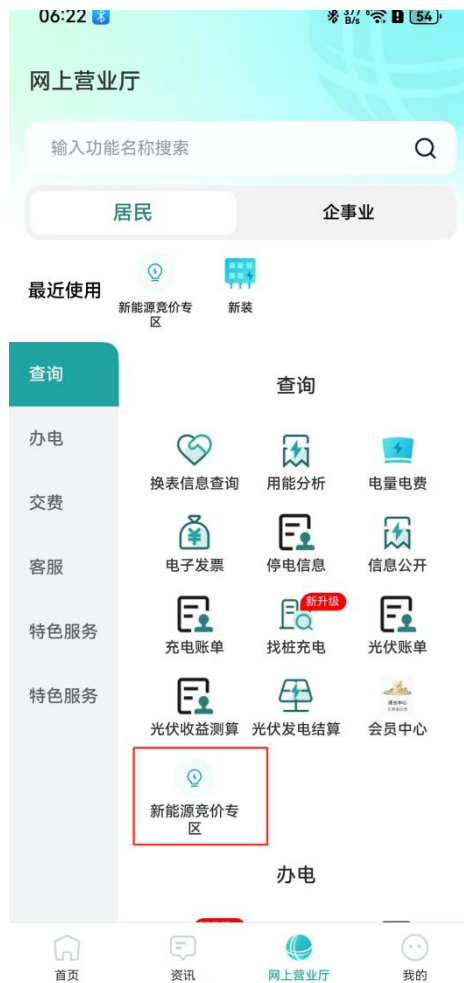 06:22
377 B/s
54
网上营业厅
输入功能名称搜索
居民
企事业
最近使用
新能源竞价专
区
新装
查询
办电
交费
客服
特色服务
特色服务
查询
换表信息查询
用能分析
电量电费
电子发票
停电信息
信息公开
新升级
充电账单
找桩充电
光伏账单
光伏收益测算
光伏发电结算
会员中心
新能源竞价专
区
办电
首页
资讯
网上营业厅
我的